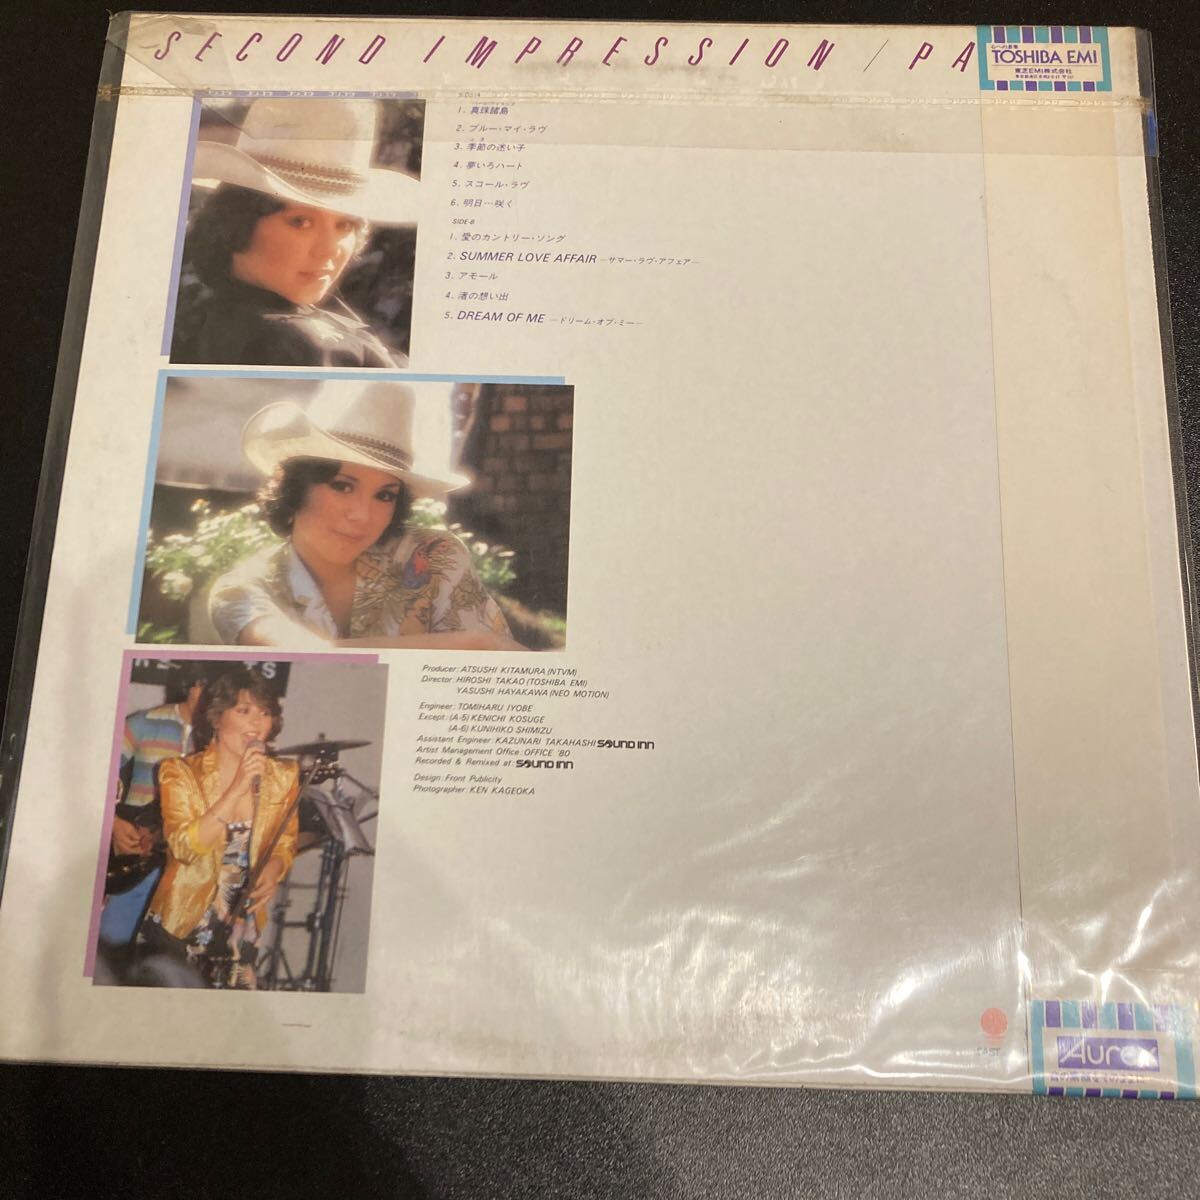 SECOND IMPRESSION / PA
心への音楽
TOSHIBA EMI
東芝EMI株式会社
1. 真珠諸島
2. ブルー・マイ・ラヴ
3. 季節の迷い子
4. 夢いろハート
5. スコール・ラヴ
6. 明日…咲く
SIDE-B
1. 愛のカントリー・ソング
2. SUMMER LOVE AFFAIR —サマー・ラヴ・アフェアー—
3. アモール
4. 渚の想い出
5. DREAM OF ME —ドリーム・オブ・ミー—
Producer: ATSUSHI KITAMURA (NTVM)
Director: HIROSHI TAKAO (TOSHIBA EMI)
YASUSHI HAYAKAWA (NEO MOTION)
Engineer: TOMIHARU IYOBE
Except: (A-5) KENICHI KOSUGE
(A-6) KUNIHIKO SHIMIZU
Assistant Engineer: KAZUNARI TAKAHASHI SOUND INN
Artist Management Office: OFFICE '80
Recorded & Remixed at: SOUND INN
Design: Front Publicity
Photographer: KEN KAGEOKA
EAST
Aurex